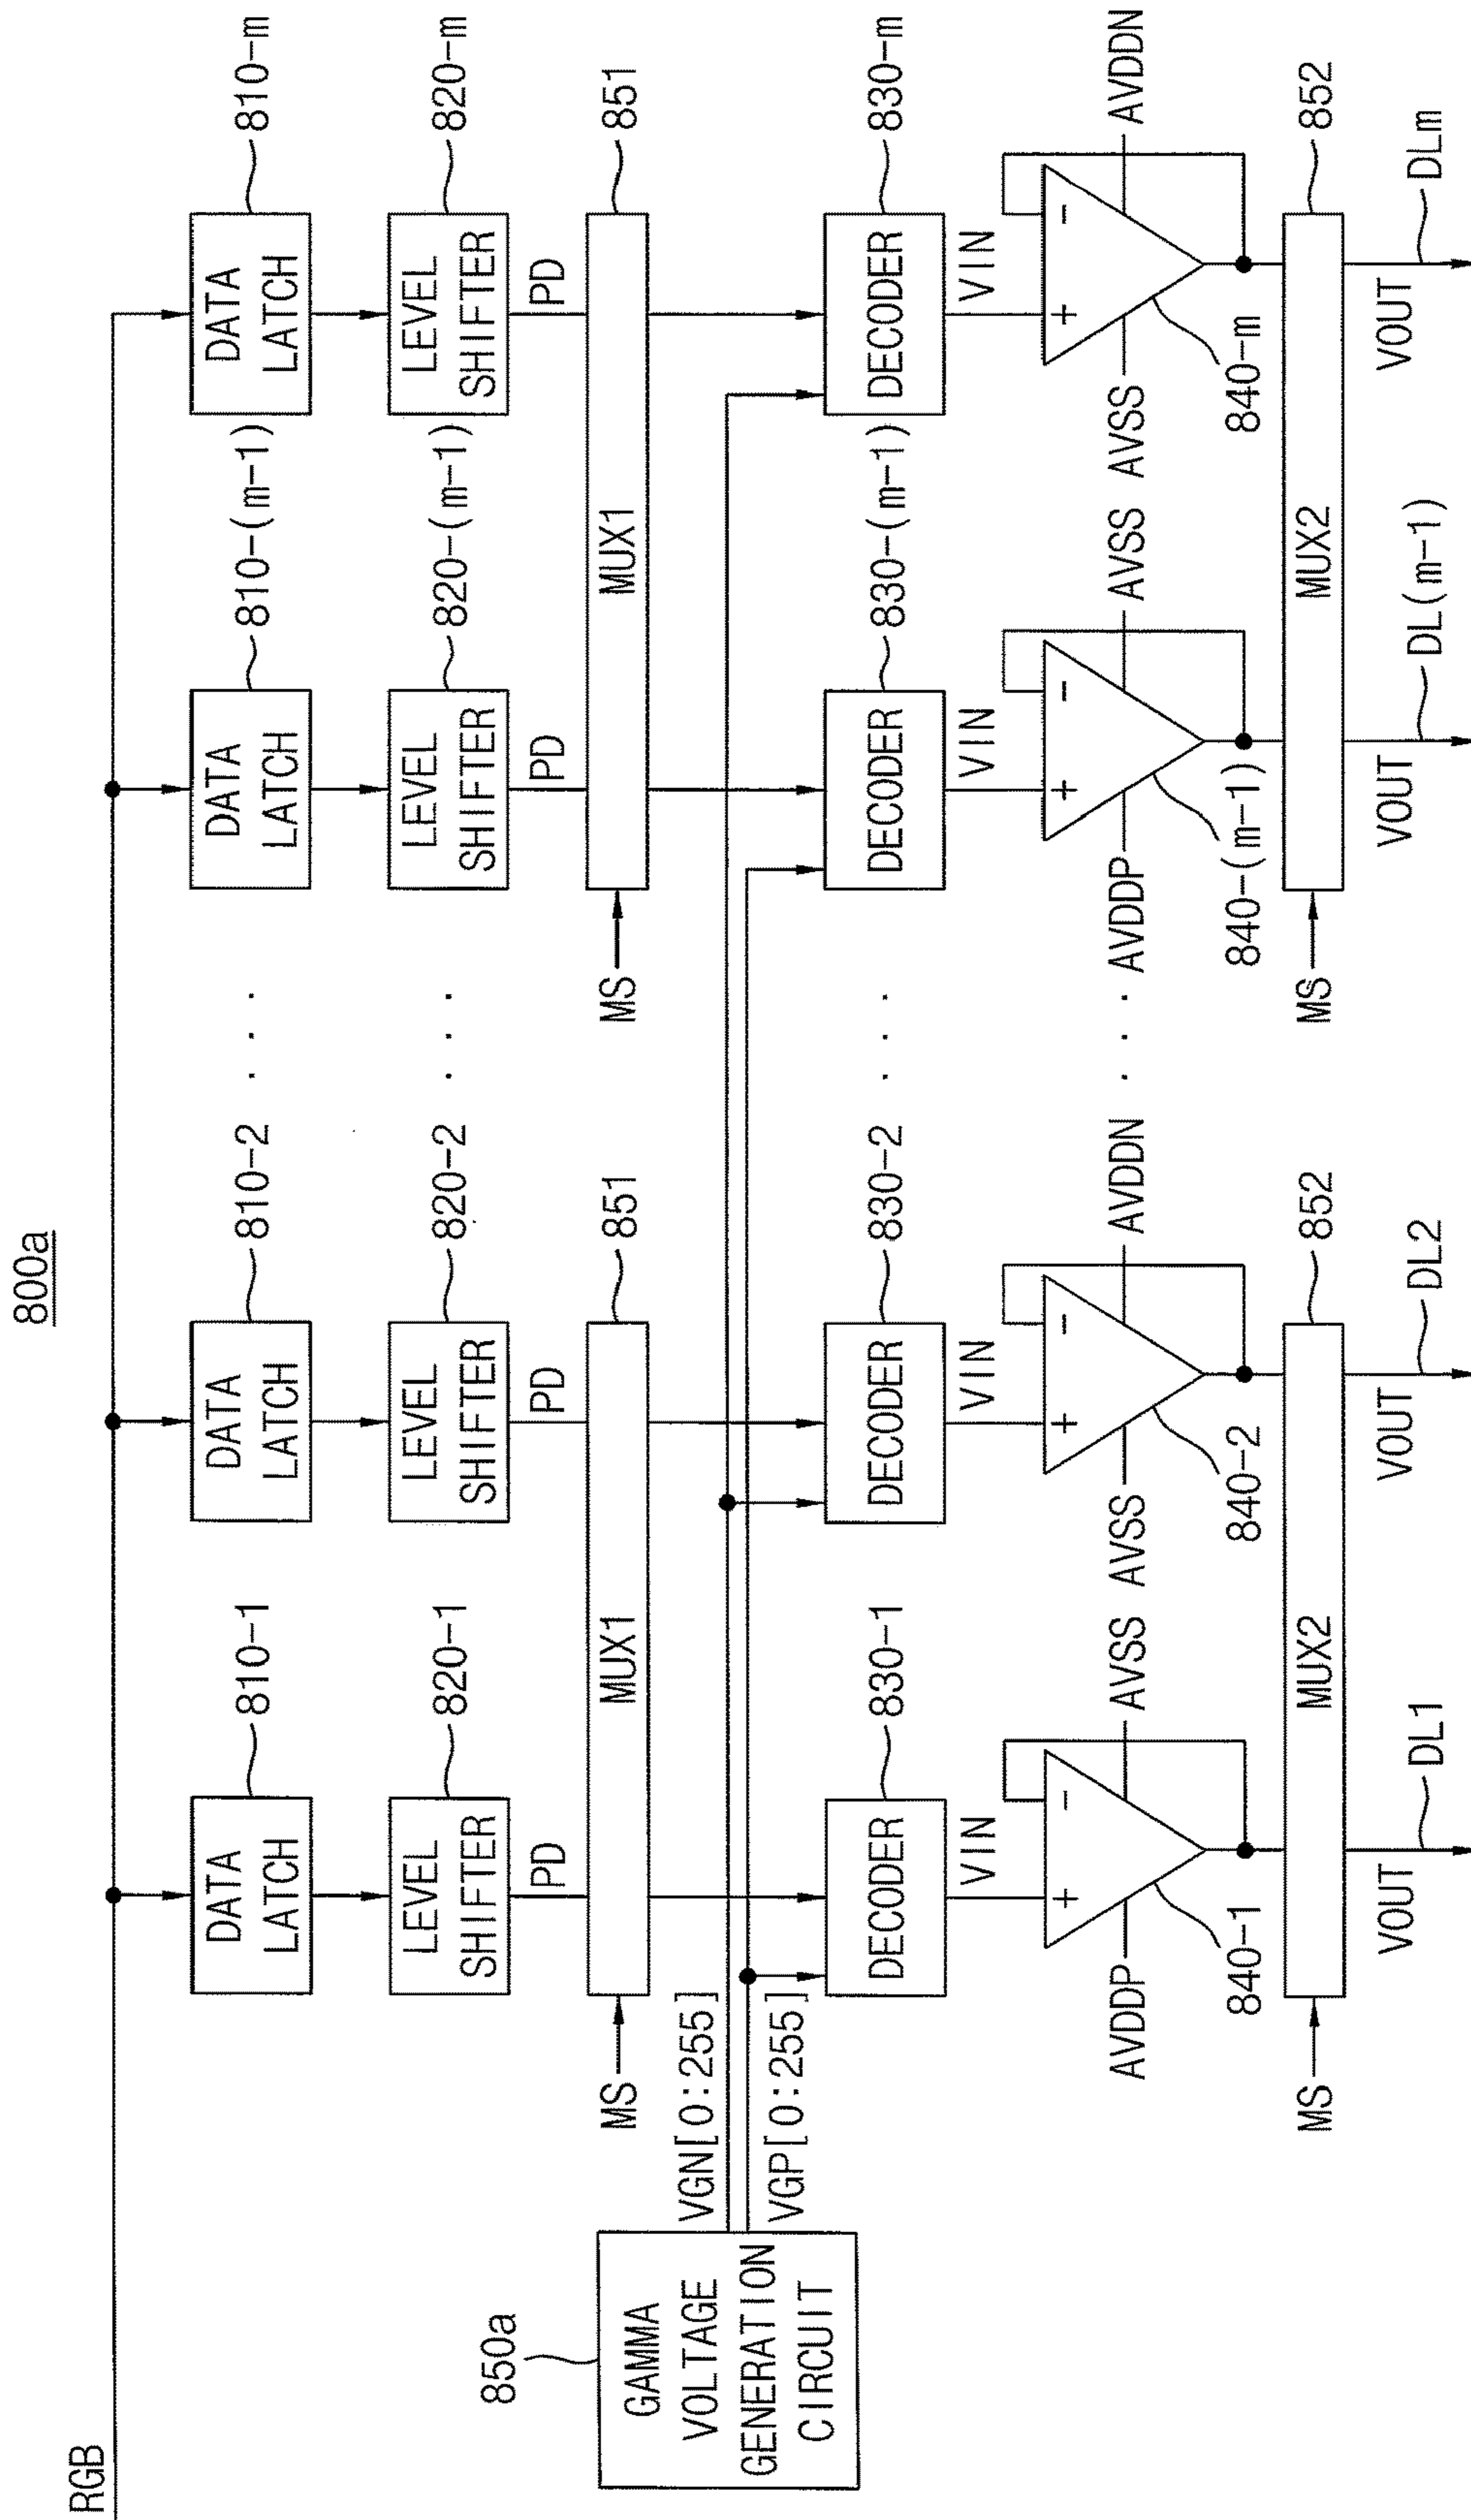 800a
RGB
DATA
LATCH
810-1
DATA
LATCH
810-2
. . .
DATA
LATCH
810-(m-1)
DATA
LATCH
810-m
LEVEL
SHIFTER
820-1
LEVEL
SHIFTER
820-2
. . .
LEVEL
SHIFTER
820-(m-1)
LEVEL
SHIFTER
820-m
PD
PD
PD
PD
MS
MUX1
851
MS
MUX1
851
850a
GAMMA
VOLTAGE
GENERATION
CIRCUIT
VGN[0:255]
VGP[0:255]
DECODER
830-1
DECODER
830-2
. . .
DECODER
830-(m-1)
DECODER
830-m
VIN
VIN
VIN
VIN
+ -
+ -
+ -
+ -
AVDDP
AVSS
AVSS
AVDDN
. . .
AVDDP
AVSS
AVSS
AVDDN
840-1
840-2
840-(m-1)
840-m
MS
MUX2
852
MS
MUX2
852
VOUT
DL1
VOUT
DL2
VOUT
DL(m-1)
VOUT
DLm